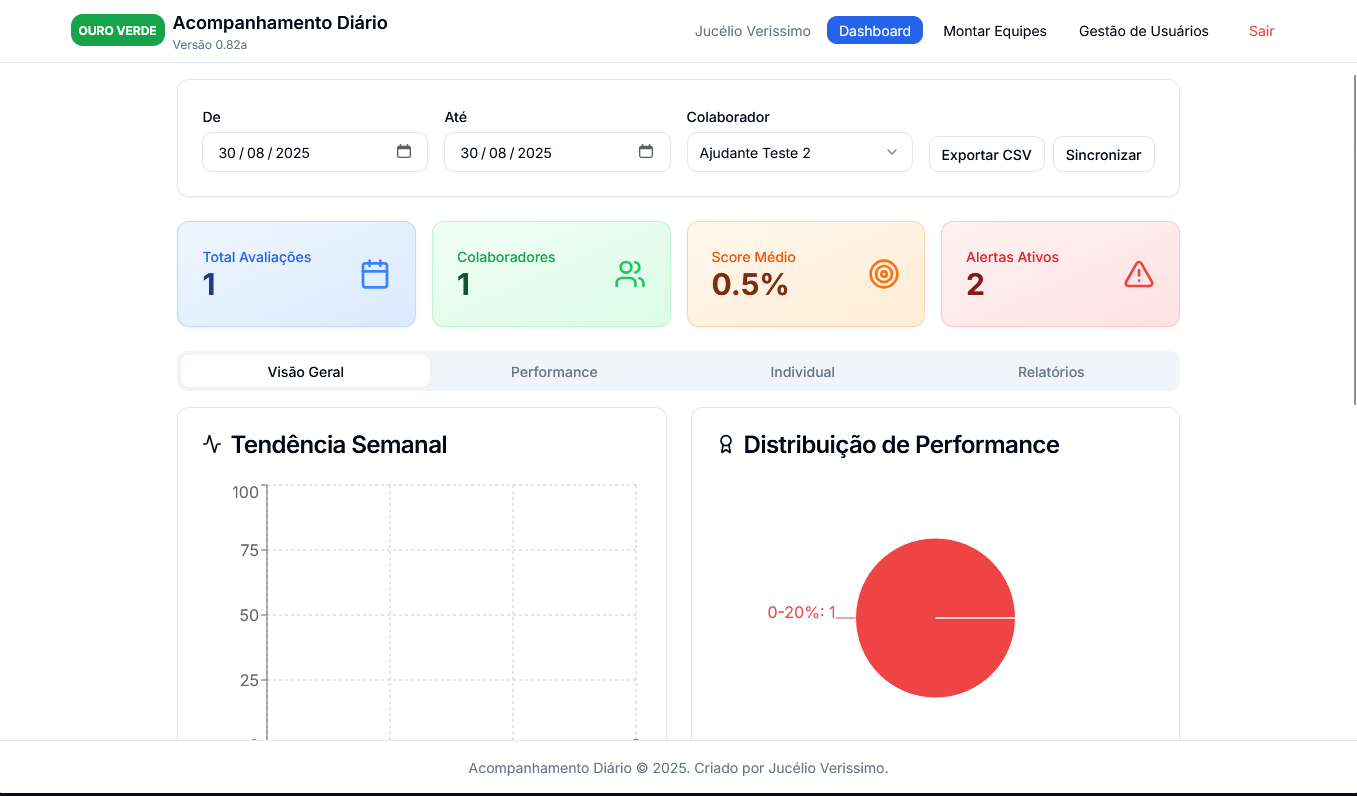 OURO VERDE
Acompanhamento Diário
Versão 0.82a
Jucélio Verissimo
Dashboard
Montar Equipes
Gestão de Usuários
Sair
De
30/08/2025
Até
30/08/2025
Colaborador
Ajudante Teste 2
Exportar CSV
Sincronizar
Total Avaliações
1
Colaboradores
1
Score Médio
0.5%
Alertas Ativos
2
Visão Geral
Performance
Individual
Relatórios
Tendência Semanal
100
75
50
25
Distribuição de Performance
0-20%: 1
Acompanhamento Diário © 2025. Criado por Jucélio Verissimo.